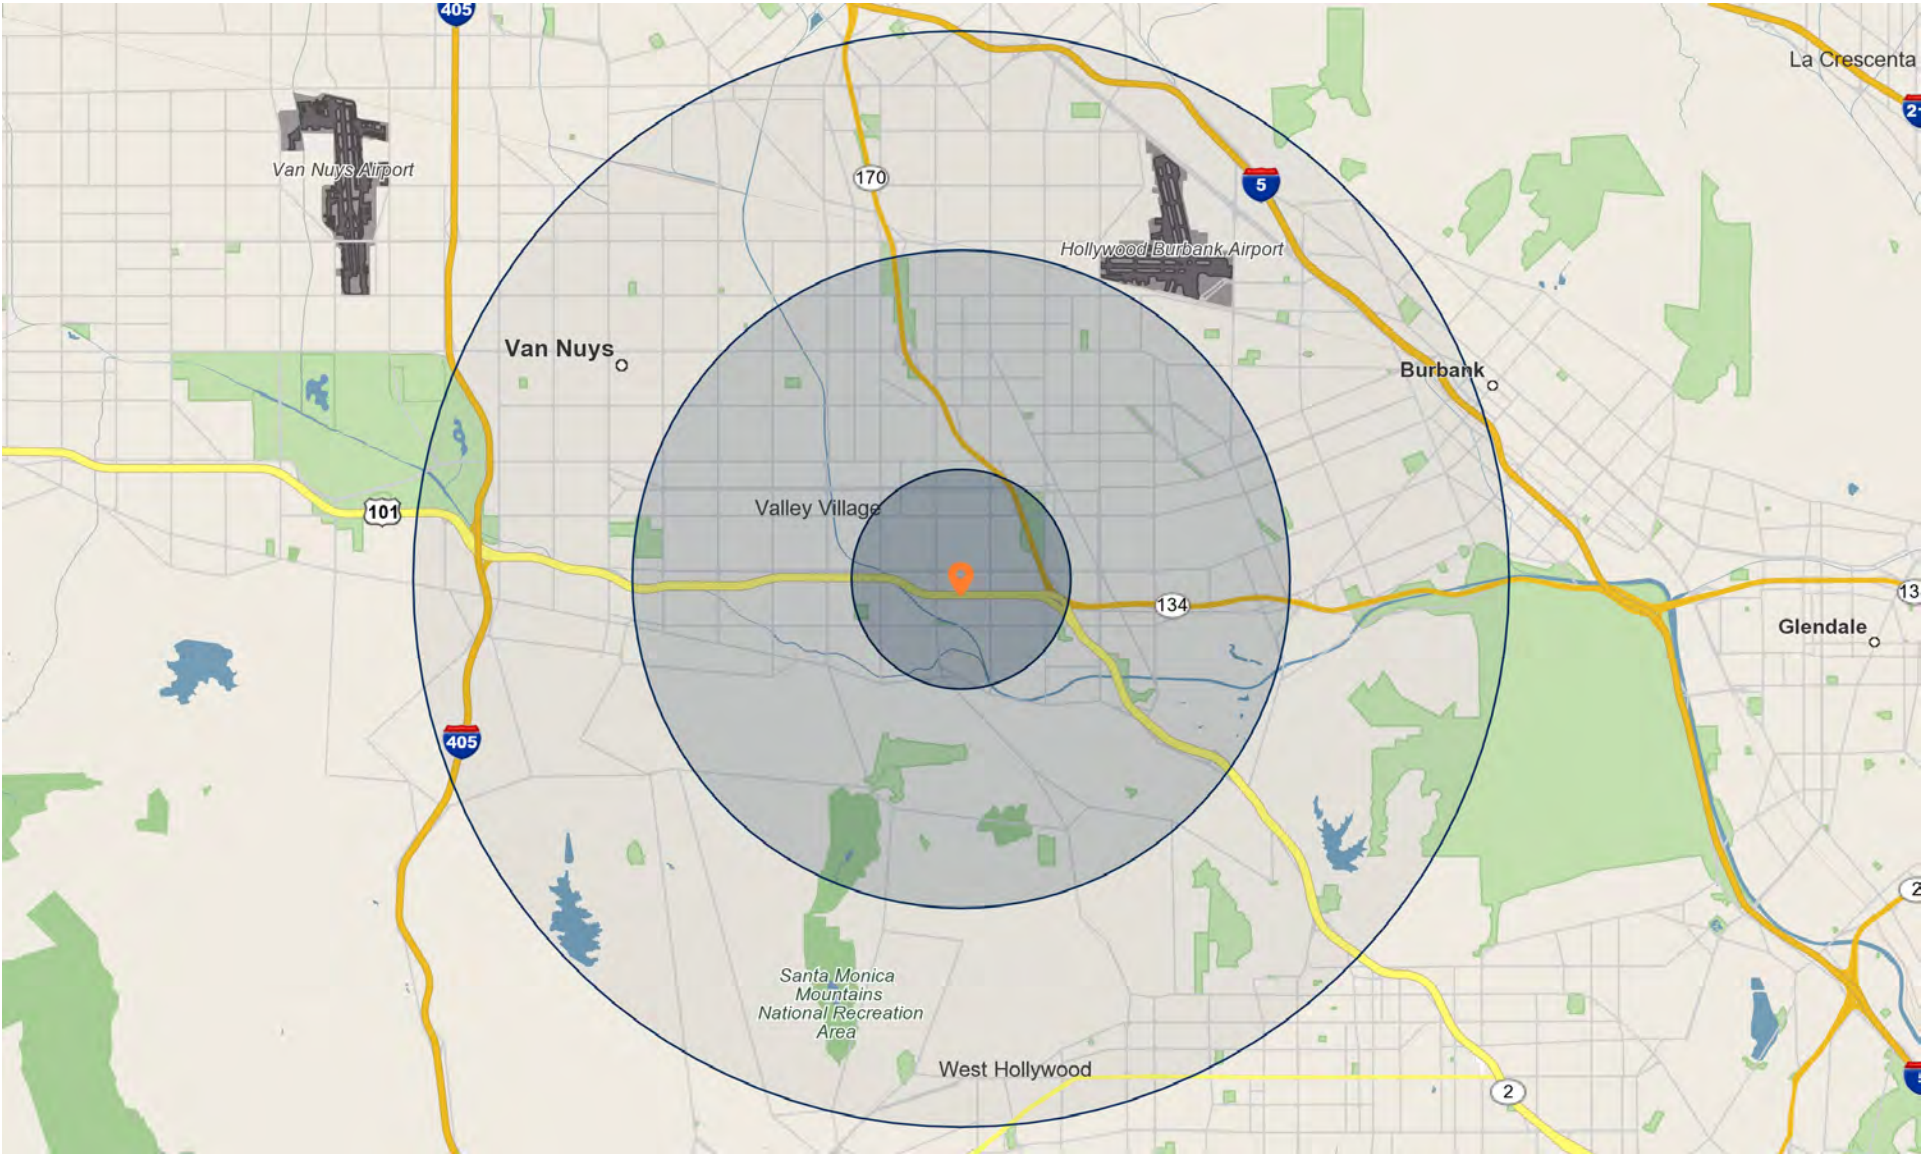 405
La Crescenta
Van Nuys Airport
170
5
Hollywood Burbank Airport
Van Nuys
Burbank
101
Valley Village
134
Glendale
405
2
Santa Monica
Mountains
National Recreation
Area
West Hollywood
2